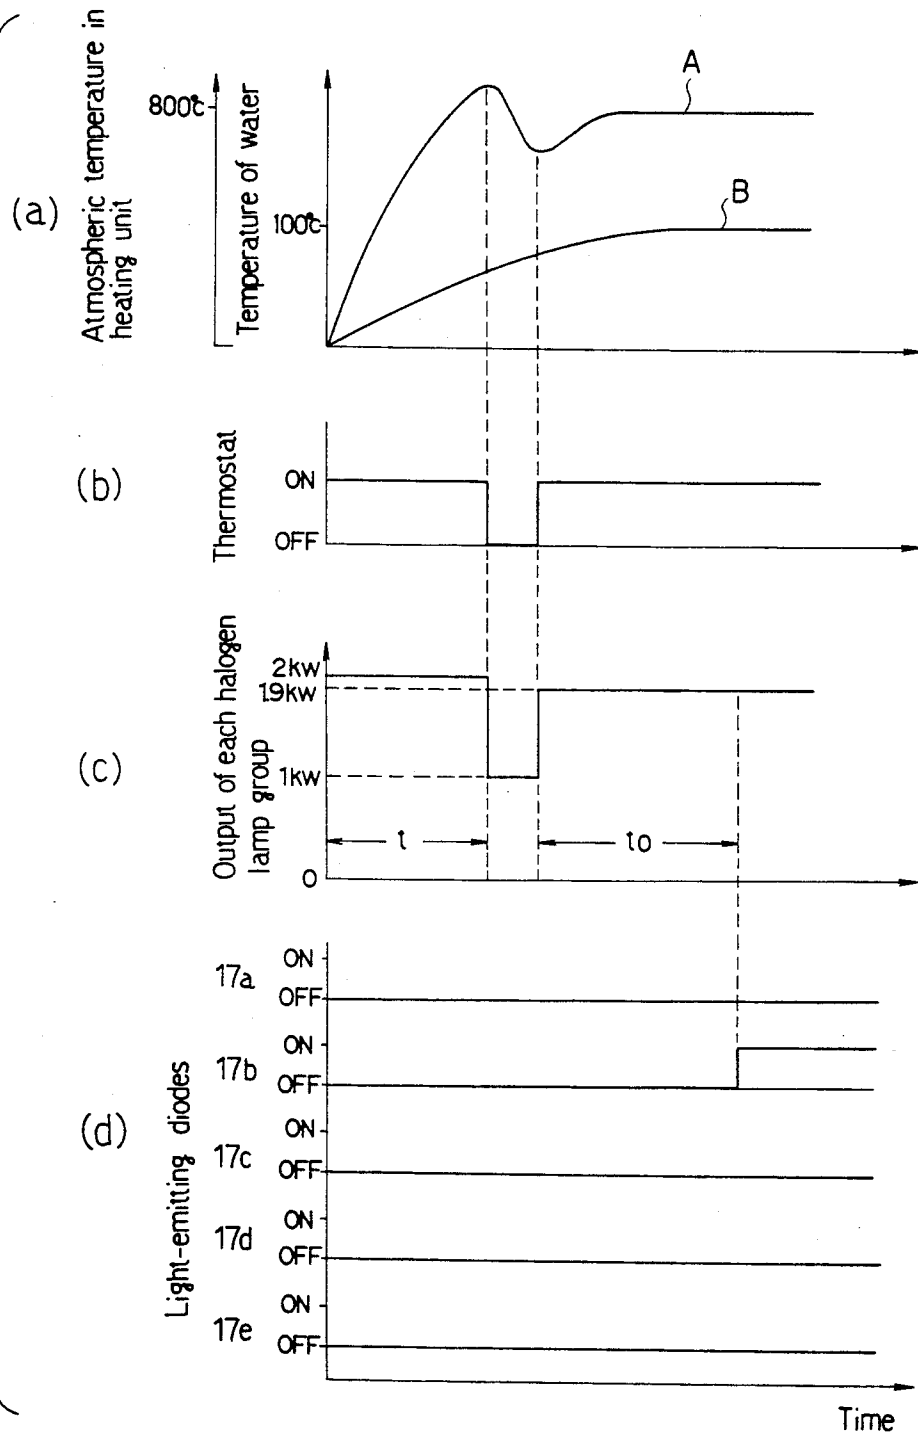 (a)
Atmospheric temperature in
heating unit
800°c
Temperature of water
100°c
A
B
(b)
Thermostat
ON
OFF
(c)
Output of each halogen
lamp group
2kw
1.9kw
1kw
0
t
to
(d)
Light-emitting diodes
17a
ON
OFF
17b
ON
OFF
17c
ON
OFF
17d
ON
OFF
17e
ON
OFF
Time